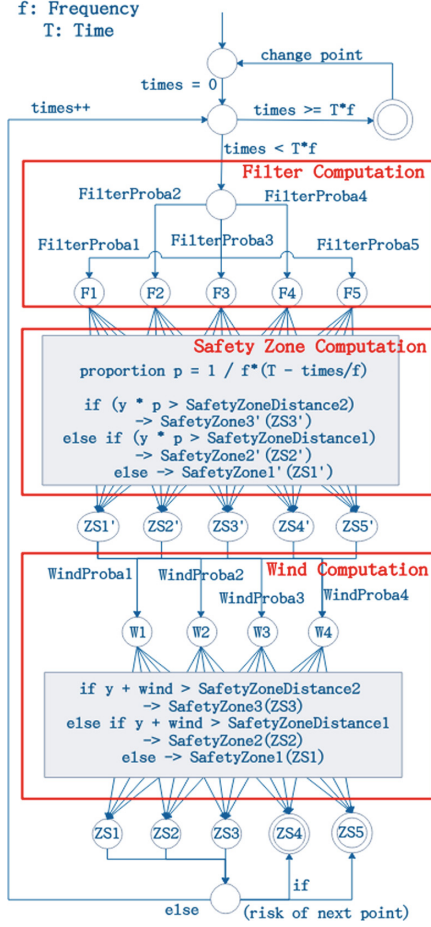 f: Frequency
T: Time
change point
times = 0
times++
times >= T*f
times < T*f
Filter Computation
FilterProba2
FilterProba4
FilterProba1
FilterProba3
FilterProba5
F1
F2
F3
F4
F5
Safety Zone Computation
proportion p = 1 / f*(T - times/f)
if (y * p > SafetyZoneDistance2)
-> SafetyZone3'(ZS3')
else if (y * p > SafetyZoneDistance1)
-> SafetyZone2'(ZS2')
else -> SafetyZone1'(ZS1')
ZS1'
ZS2'
ZS3'
ZS4'
ZS5'
Wind Computation
WindProba1
WindProba2
WindProba3
WindProba4
W1
W2
W3
W4
if y + wind > SafetyZoneDistance2
-> SafetyZone3(ZS3)
else if y + wind > SafetyZoneDistance1
-> SafetyZone2(ZS2)
else -> SafetyZone1(ZS1)
ZS1
ZS2
ZS3
ZS4
ZS5
if
else
(risk of next point)